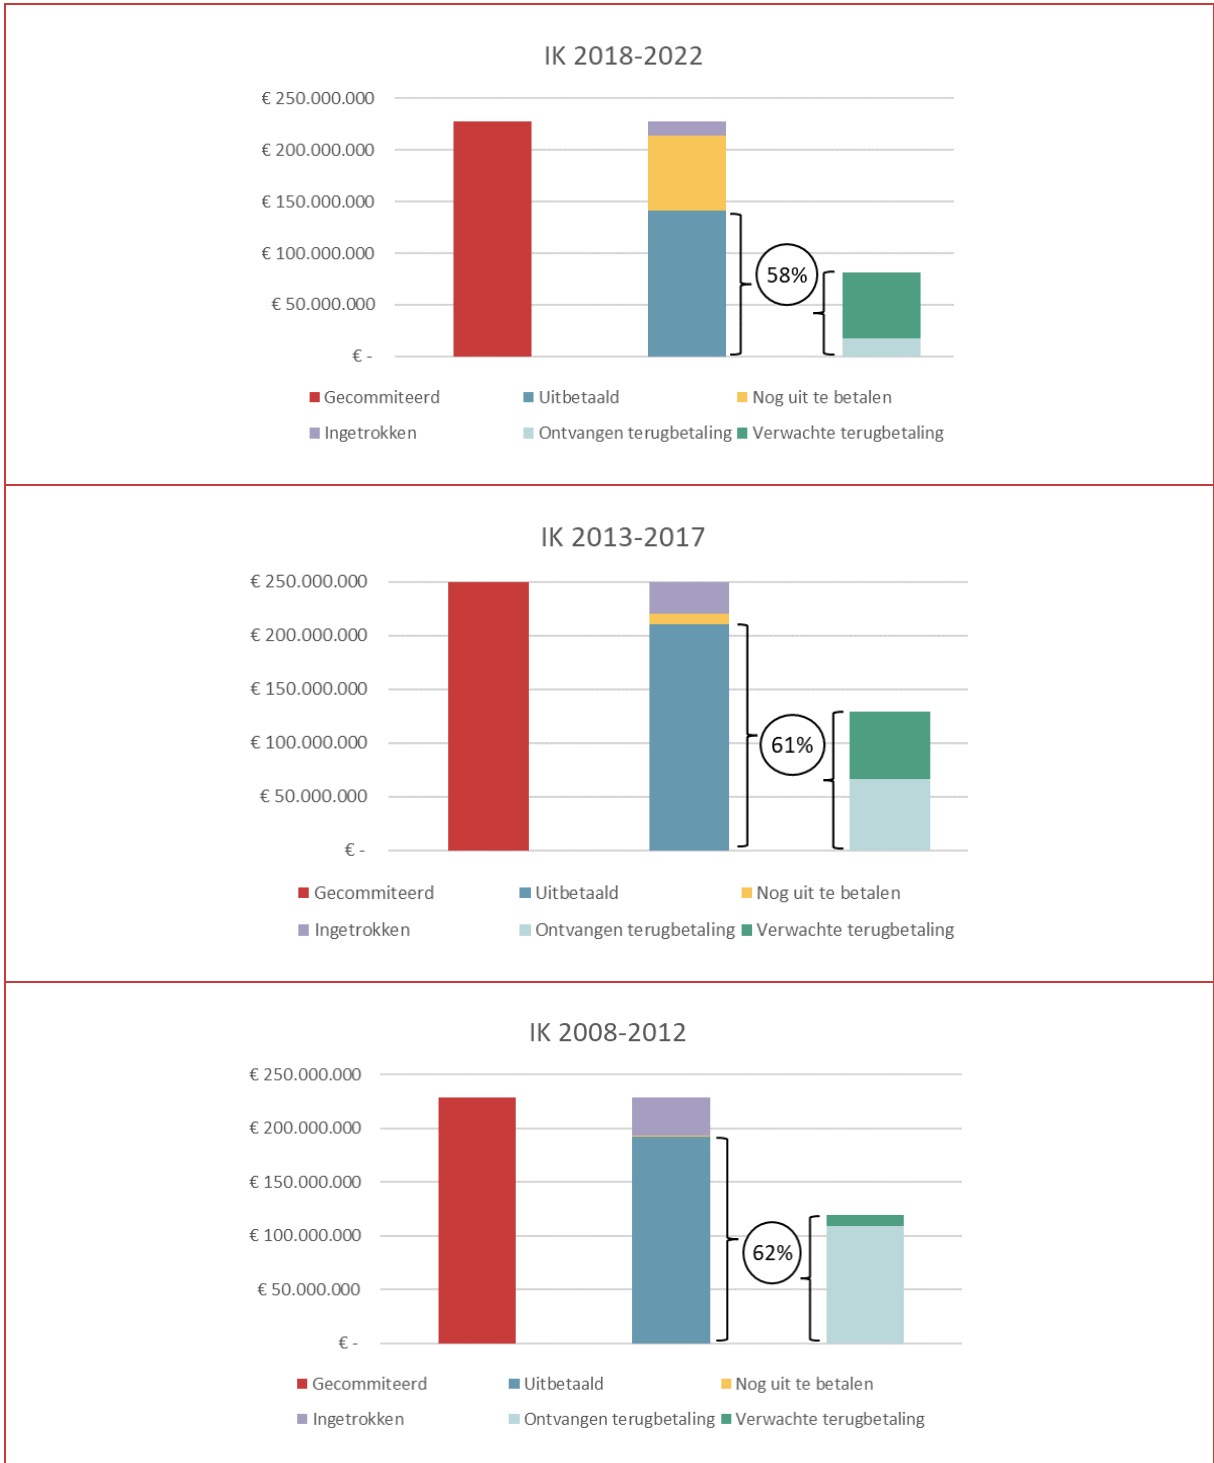 IK 2018-2022
€ 250.000.000
€ 200.000.000
€ 150.000.000
€ 100.000.000
€ 50.000.000
€ -
58%
Gecommiteerd Uitbetaald Nog uit te betalen
Ingetrokken Ontvangen terugbetaling Verwachte terugbetaling
IK 2013-2017
€ 250.000.000
€ 200.000.000
€ 150.000.000
€ 100.000.000
€ 50.000.000
€ -
61%
Gecommiteerd Uitbetaald Nog uit te betalen
Ingetrokken Ontvangen terugbetaling Verwachte terugbetaling
IK 2008-2012
€ 250.000.000
€ 200.000.000
€ 150.000.000
€ 100.000.000
€ 50.000.000
€ -
62%
Gecommiteerd Uitbetaald Nog uit te betalen
Ingetrokken Ontvangen terugbetaling Verwachte terugbetaling